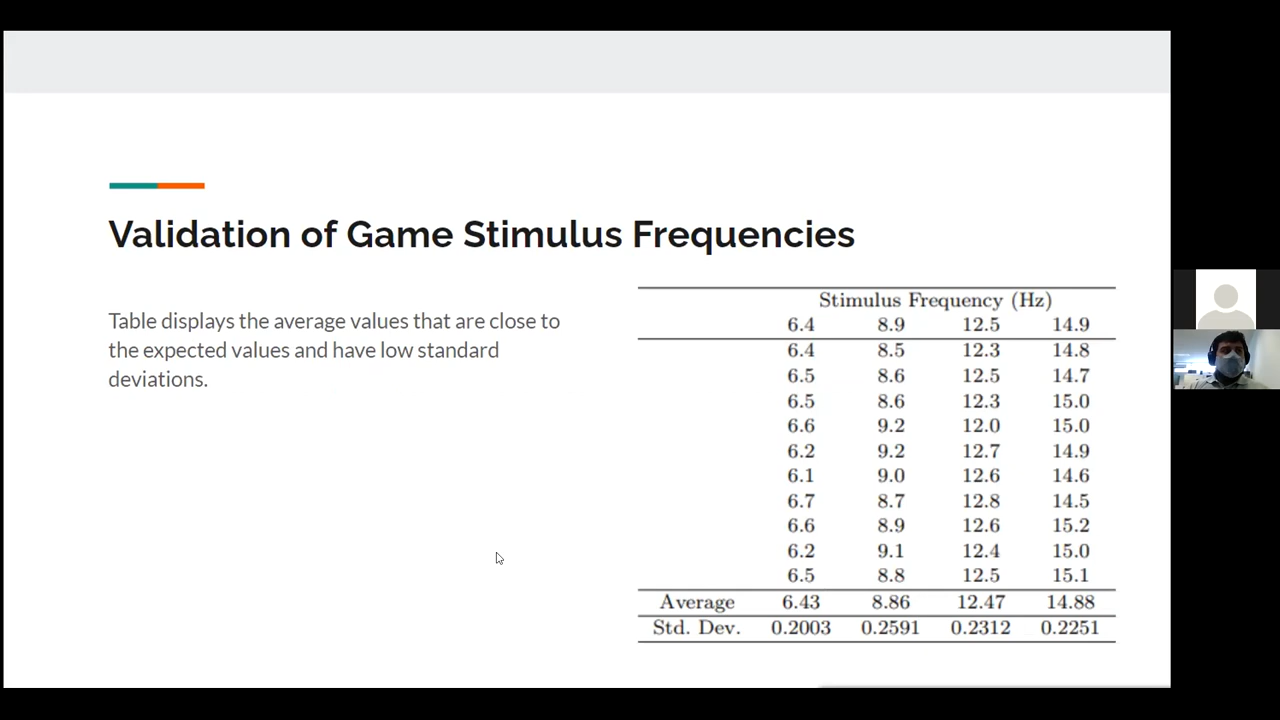 Validation of Game Stimulus Frequencies
Table displays the average values that are close to
the expected values and have low standard
deviations.
Stimulus Frequency (Hz)
6.4 8.9 12.5 14.9
6.4 8.5 12.3 14.8
6.5 8.6 12.5 14.7
6.5 8.6 12.3 15.0
6.6 9.2 12.0 15.0
6.2 9.2 12.7 14.9
6.1 9.0 12.6 14.6
6.7 8.7 12.8 14.5
6.6 8.9 12.6 15.2
6.2 9.1 12.4 15.0
6.5 8.8 12.5 15.1
Average 6.43 8.86 12.47 14.88
Std. Dev. 0.2003 0.2591 0.2312 0.2251